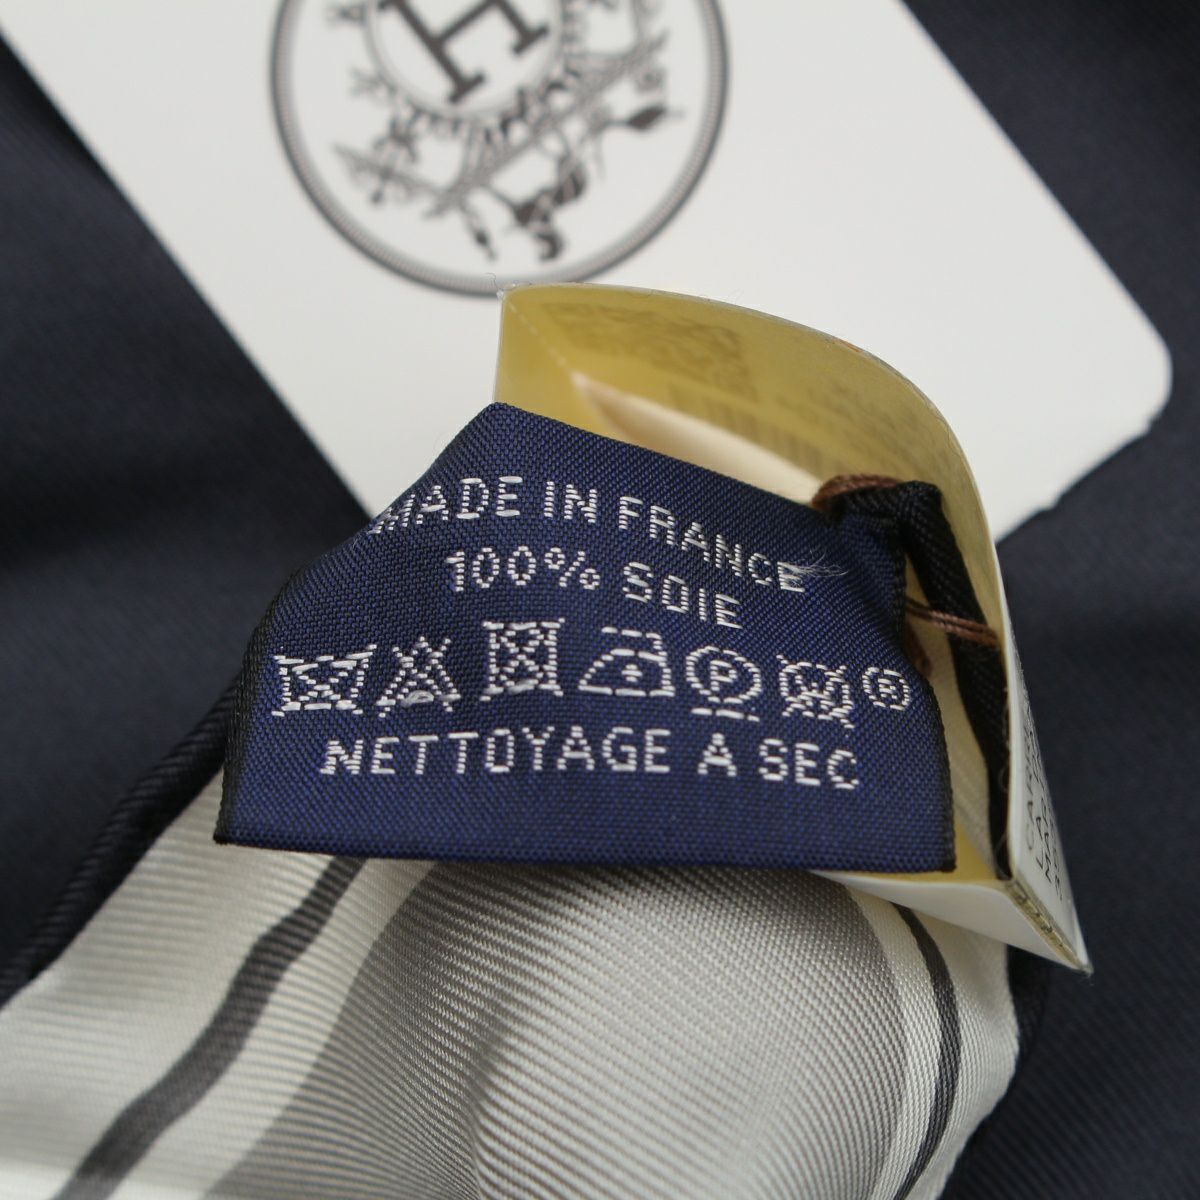 H
MADE IN FRANCE
100% SOIE
P W ®
NETTOYAGE A SEC